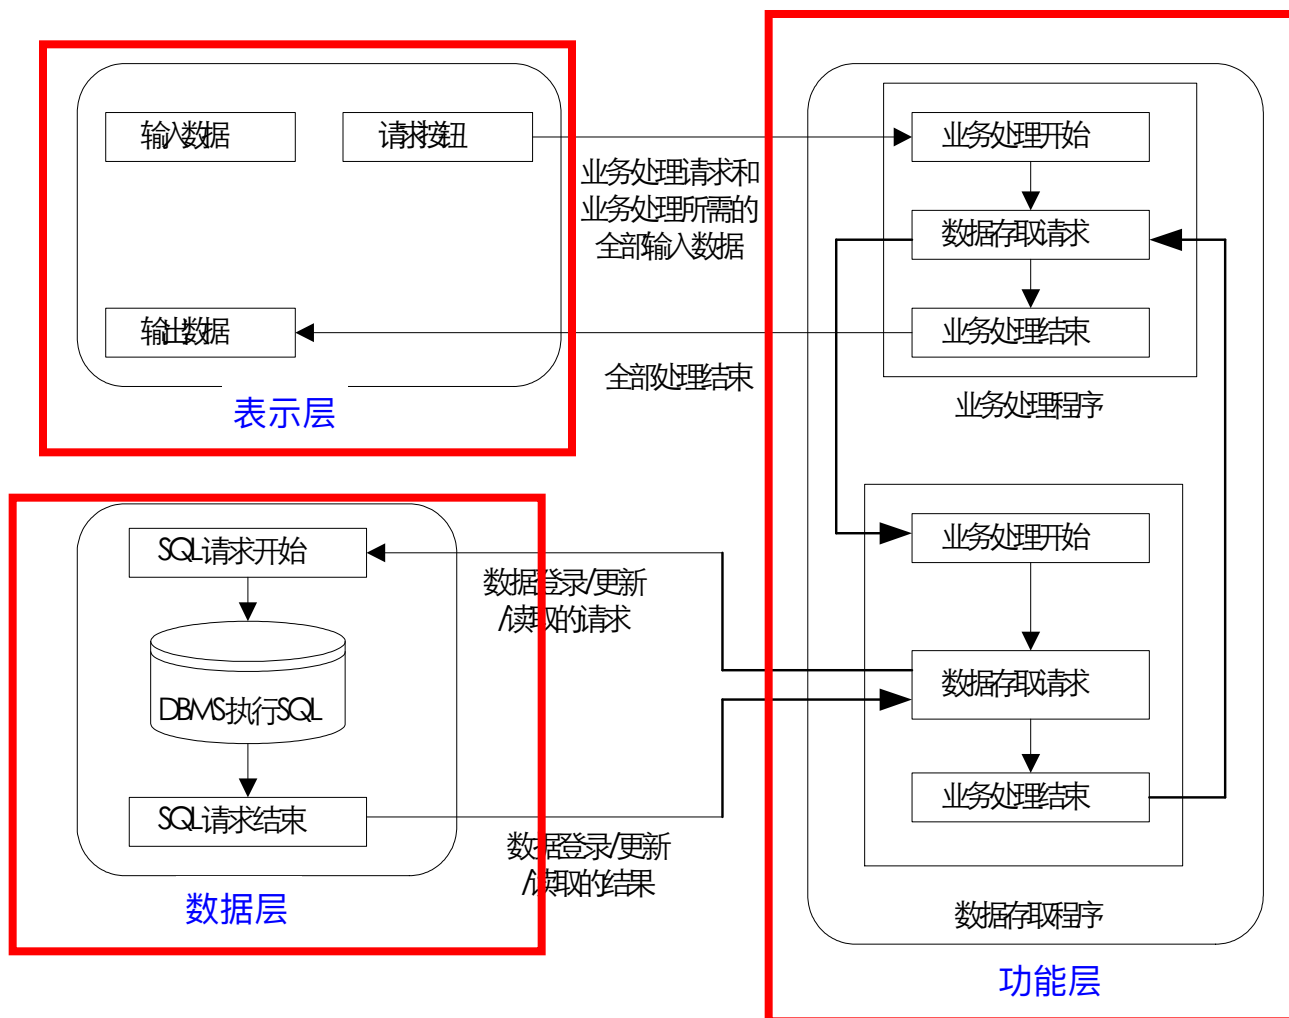 输入数据
请求按钮
业务处理请求和
业务处理所需的
全部输入数据
输出数据
全部处理结束
表示层
业务处理开始
数据存取请求
业务处理结束
业务处理程序
SQL请求开始
DBMS执行SQL
SQL请求结束
数据层
数据登录/更新
/读取的请求
数据登录/更新
/读取的结果
业务处理开始
数据存取请求
业务处理结束
数据存取程序
功能层